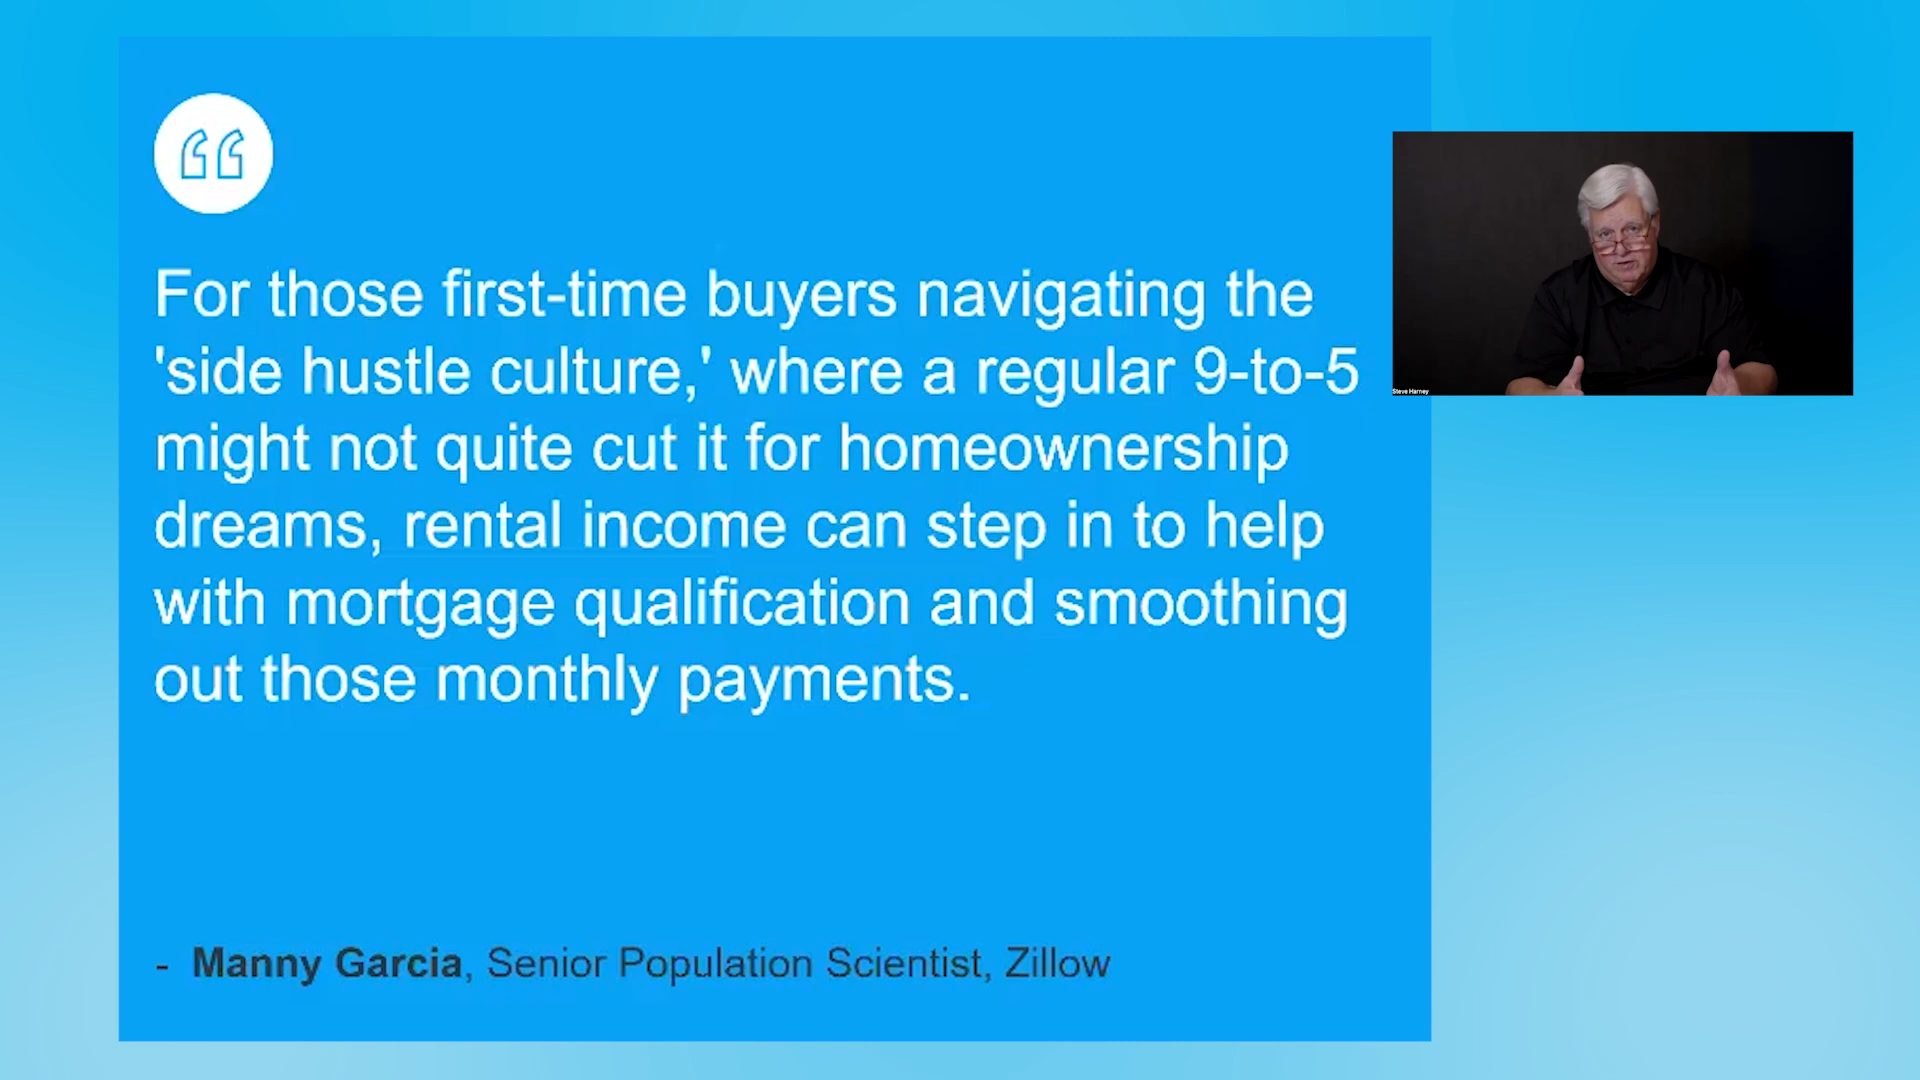 “
For those first-time buyers navigating the
'side hustle culture,' where a regular 9-to-5
might not quite cut it for homeownership
dreams, rental income can step in to help
with mortgage qualification and smoothing
out those monthly payments.
- Manny Garcia, Senior Population Scientist, Zillow
Steve Harney